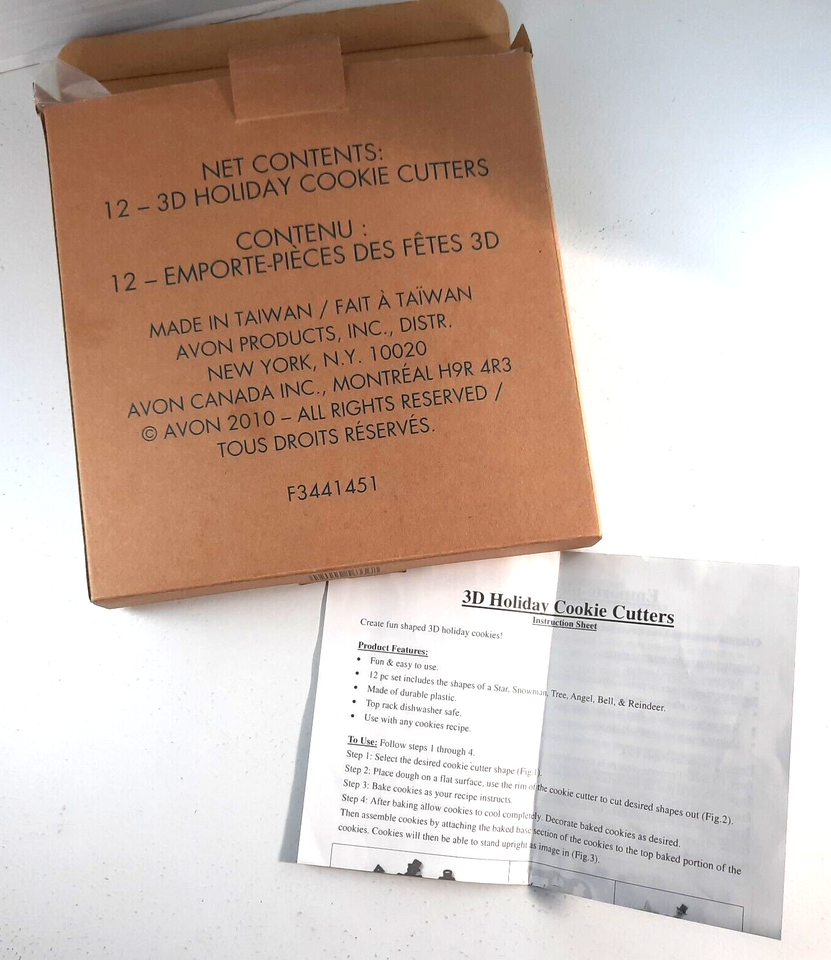 NET CONTENTS:
12 – 3D HOLIDAY COOKIE CUTTERS
CONTENU :
12 – EMPORTE-PIÈCES DES FÊTES 3D
MADE IN TAIWAN / FAIT À TAÏWAN
AVON PRODUCTS, INC., DISTR.
NEW YORK, N.Y. 10020
AVON CANADA INC., MONTRÉAL H9R 4R3
© AVON 2010 – ALL RIGHTS RESERVED /
TOUS DROITS RÉSERVÉS.
F3441451
3D Holiday Cookie Cutters
Instruction Sheet
Create fun shaped 3D holiday cookies!
Product Features:
• Fun & easy to use.
• 12 pc set includes the shapes of a Star, Snowman, Tree, Angel, Bell, & Reindeer.
• Made of durable plastic.
• Top rack dishwasher safe.
• Use with any cookies recipe.
To Use: Follow steps 1 through 4.
Step 1: Select the desired cookie cutter shape (Fig.1).
Step 2: Place dough on a flat surface, use the rim of the cookie cutter to cut desired shapes out (Fig.2).
Step 3: Bake cookies as your recipe instructs.
Step 4: After baking allow cookies to cool completely. Decorate baked cookies as desired.
Then assemble cookies by attaching the baked base section of the cookies to the top baked portion of the
cookies. Cookies will then be able to stand upright as image in (Fig.3).